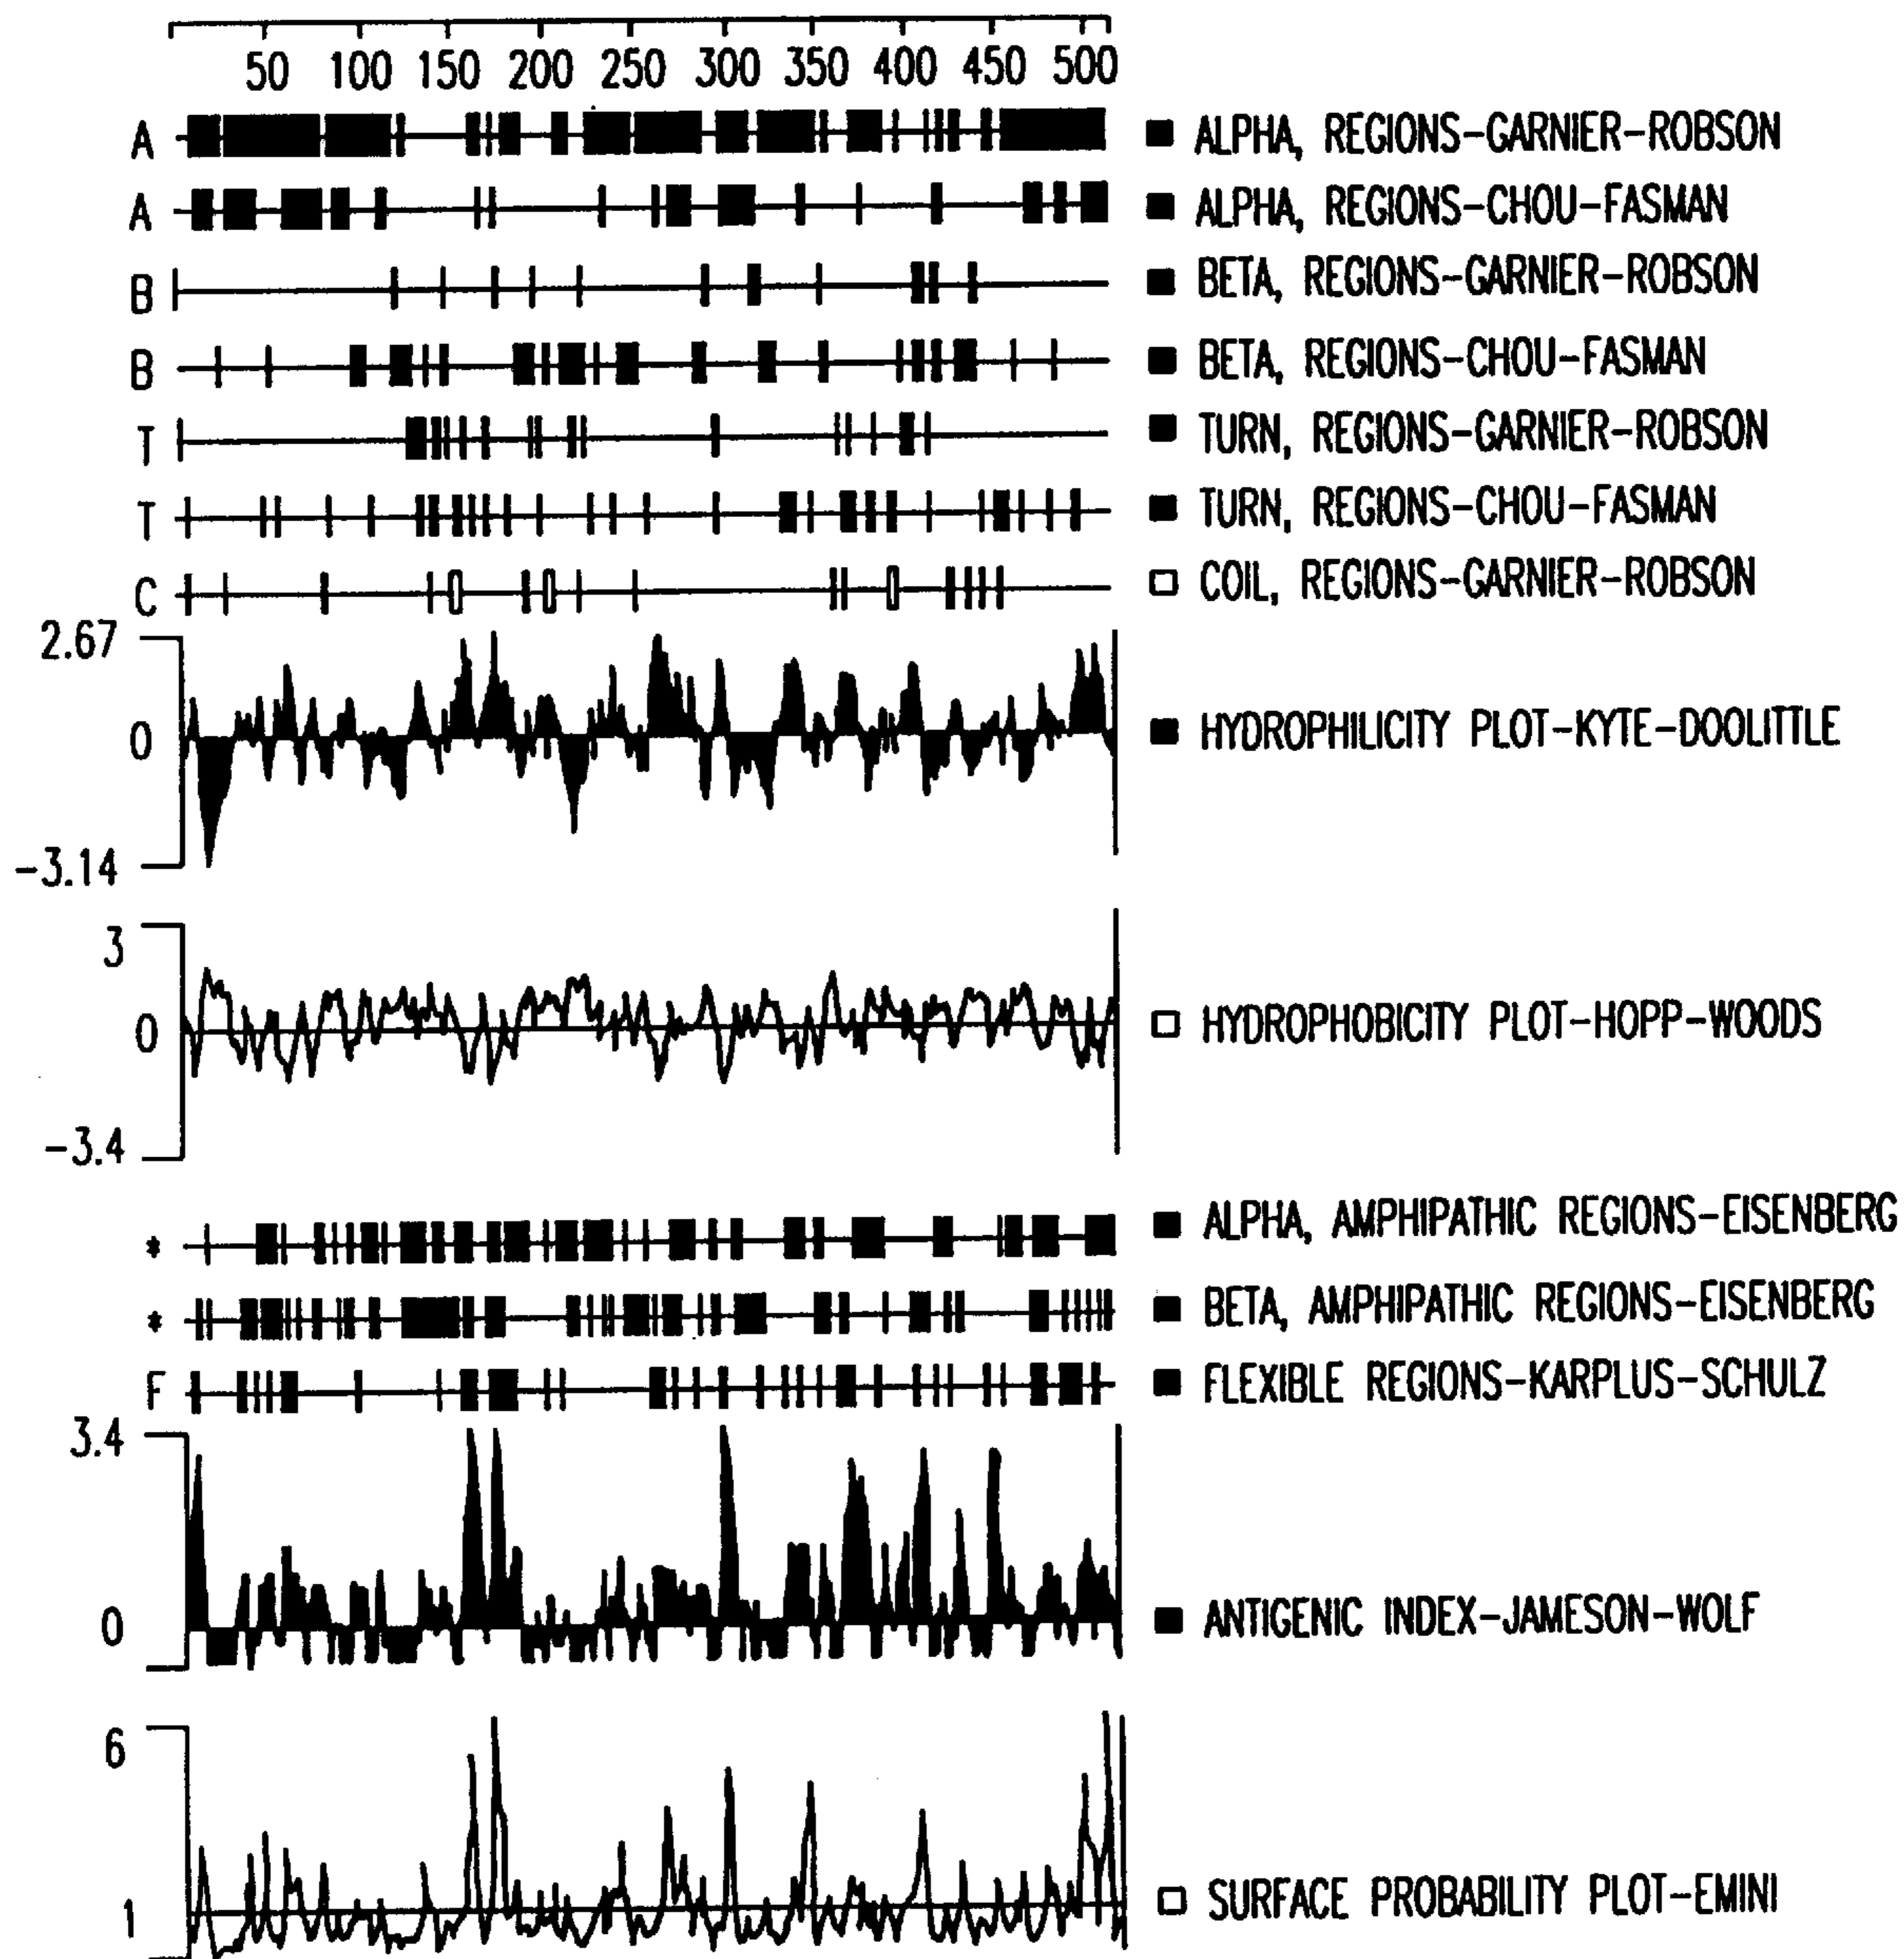 50 100 150 200 250 300 350 400 450 500
A ALPHA, REGIONS-GARNIER-ROBSON
A ALPHA, REGIONS-CHOU-FASMAN
B BETA, REGIONS-GARNIER-ROBSON
B BETA, REGIONS-CHOU-FASMAN
T TURN, REGIONS-GARNIER-ROBSON
T TURN, REGIONS-CHOU-FASMAN
C COIL, REGIONS-GARNIER-ROBSON
2.67
0 HYDROPHILICITY PLOT-KYTE-DOOLITTLE
-3.14
3
0 HYDROPHOBICITY PLOT-HOPP-WOODS
-3.4
* ALPHA, AMPHIPATHIC REGIONS-EISENBERG
* BETA, AMPHIPATHIC REGIONS-EISENBERG
F FLEXIBLE REGIONS-KARPLUS-SCHULZ
3.4
0 ANTIGENIC INDEX-JAMESON-WOLF
6
1 SURFACE PROBABILITY PLOT-EMINI